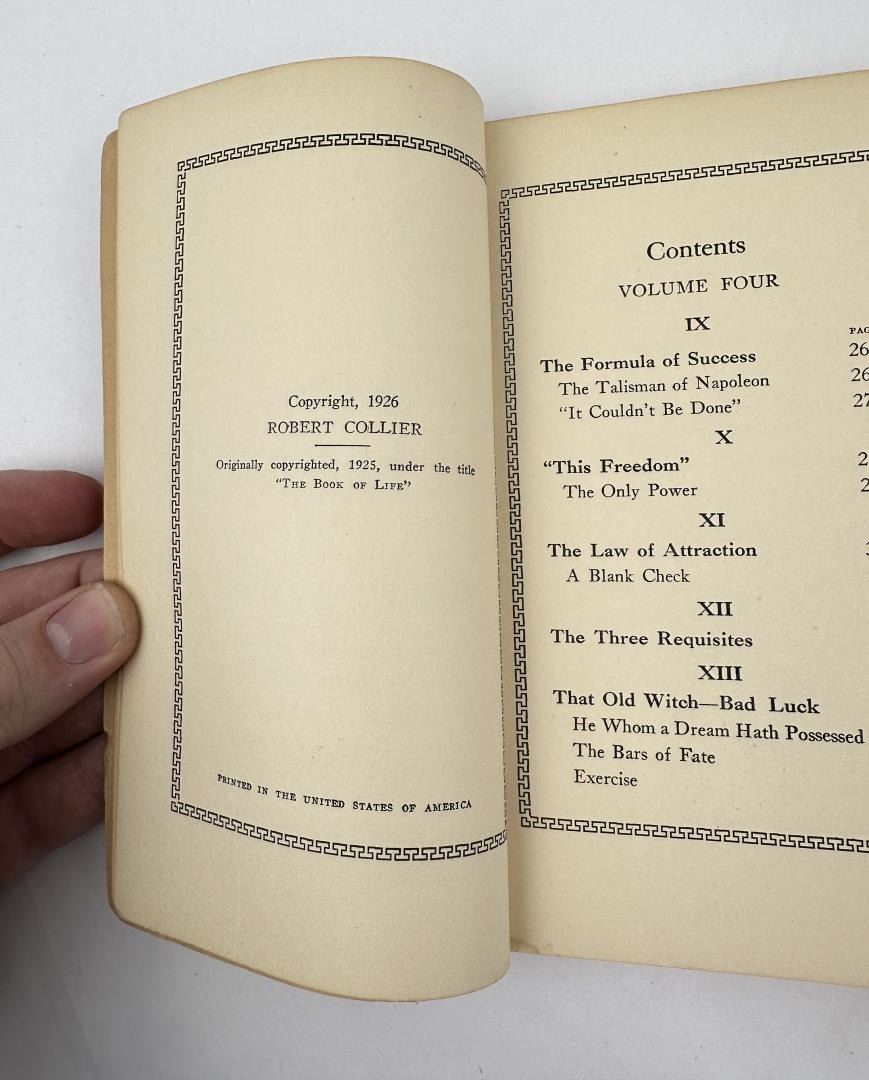 Copyright, 1926
ROBERT COLLIER
Originally copyrighted, 1925, under the title
"THE BOOK OF LIFE"
PRINTED IN THE UNITED STATES OF AMERICA
Contents
VOLUME FOUR
IX
The Formula of Success
The Talisman of Napoleon
"It Couldn't Be Done"
X
"This Freedom"
The Only Power
XI
The Law of Attraction
A Blank Check
XII
The Three Requisites
XIII
That Old Witch—Bad Luck
He Whom a Dream Hath Possessed
The Bars of Fate
Exercise